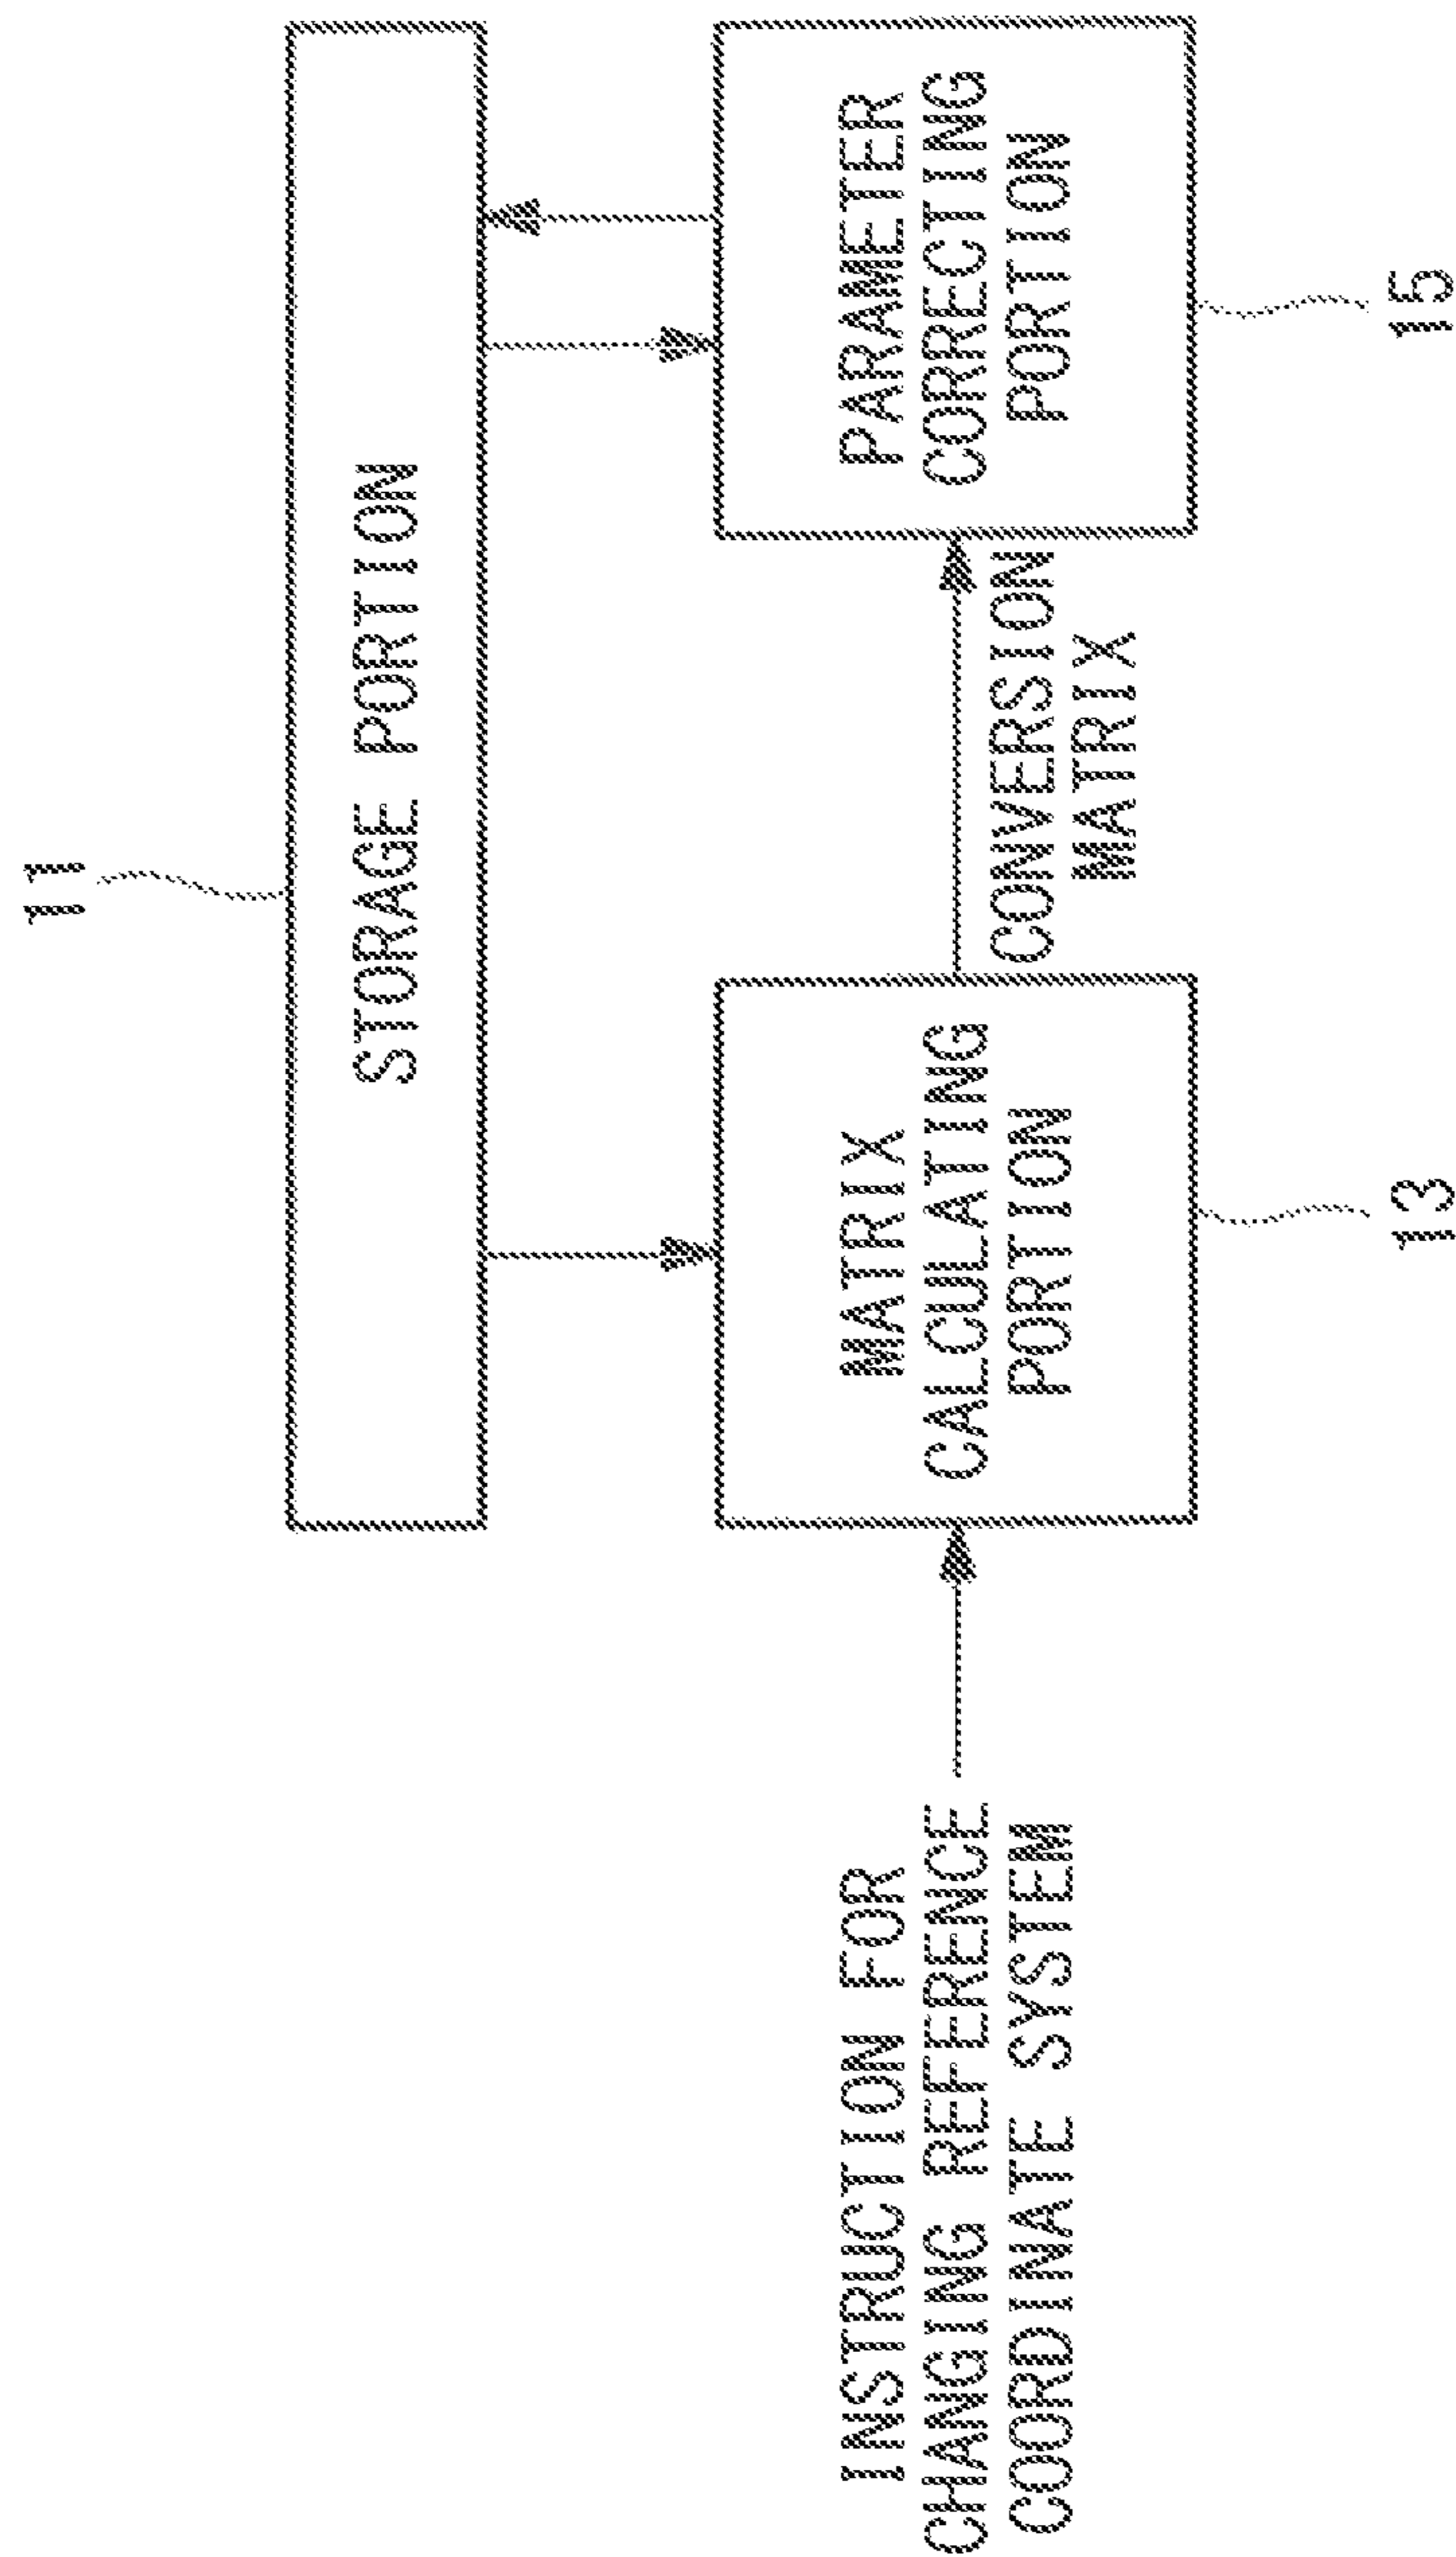 11
STORAGE PORTION
INSTRUCTION FOR
CHANGING REFERENCE
COORDINATE SYSTEM
MATRIX
CALCULATING
PORTION
CONVERSION
MATRIX
PARAMETER
CORRECTING
PORTION
13
15